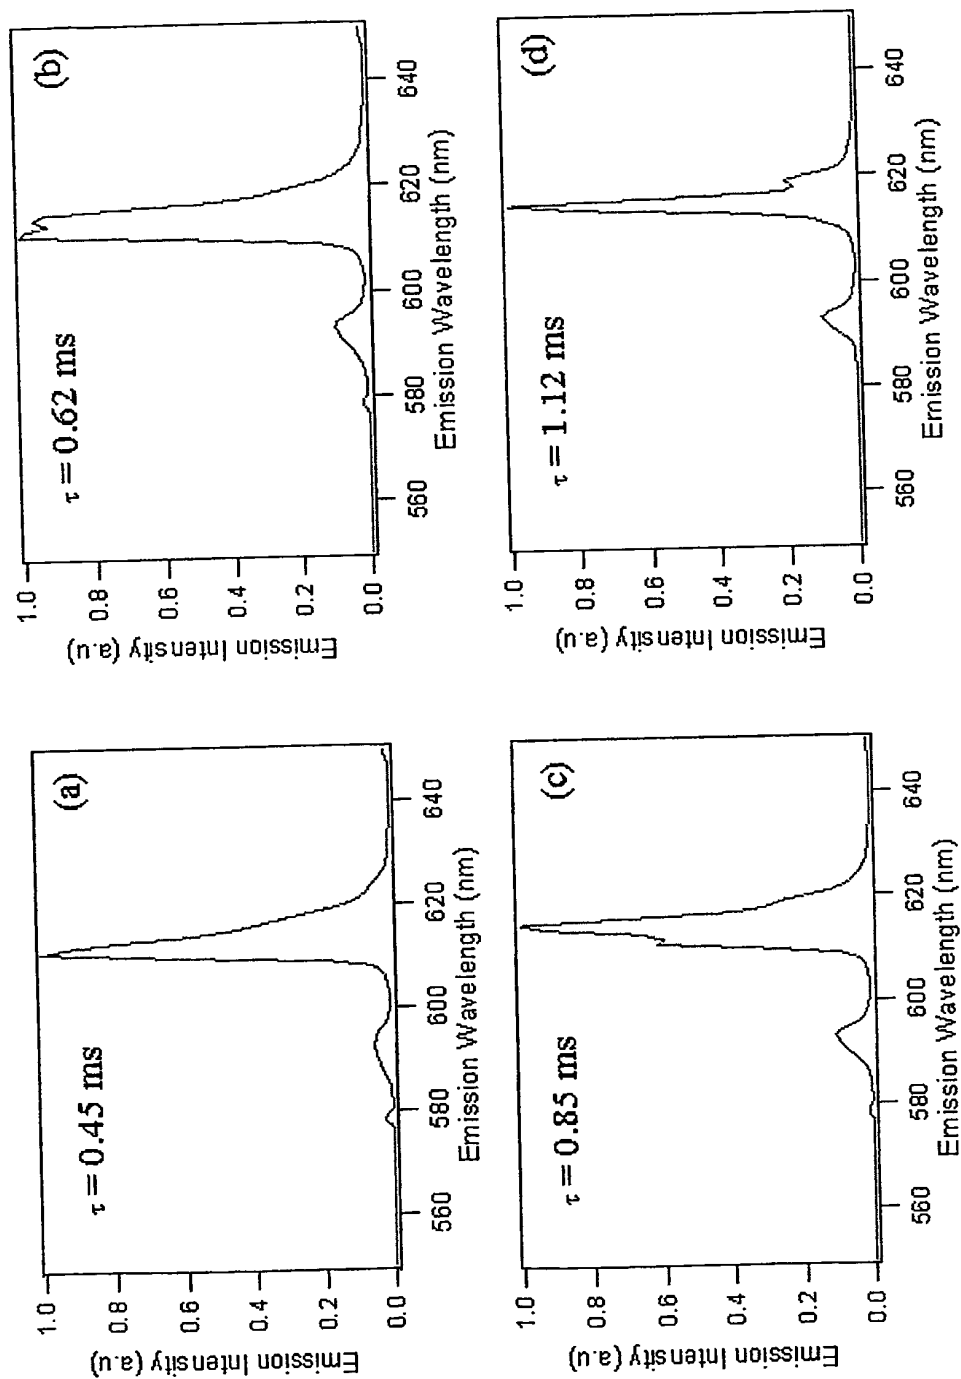 (a)
τ = 0.45 ms
1.0
0.8
0.6
0.4
0.2
0.0
Emission Intensity (a.u)
560 580 600 620 640
Emission Wavelength (nm)
(b)
τ = 0.62 ms
1.0
0.8
0.6
0.4
0.2
0.0
Emission Intensity (a.u)
560 580 600 620 640
Emission Wavelength (nm)
(c)
τ = 0.85 ms
1.0
0.8
0.6
0.4
0.2
0.0
Emission Intensity (a.u)
560 580 600 620 640
Emission Wavelength (nm)
(d)
τ = 1.12 ms
1.0
0.8
0.6
0.4
0.2
0.0
Emission Intensity (a.u)
560 580 600 620 640
Emission Wavelength (nm)